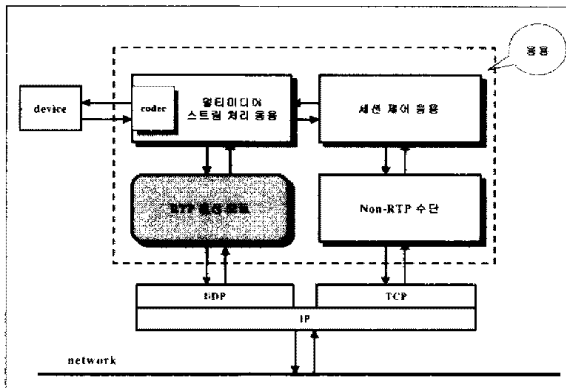 응용
device
codec
멀티미디어
스트림 처리 응용
세션 제어 응용
RTP
Non-RTP 수단
UDP
TCP
IP
network